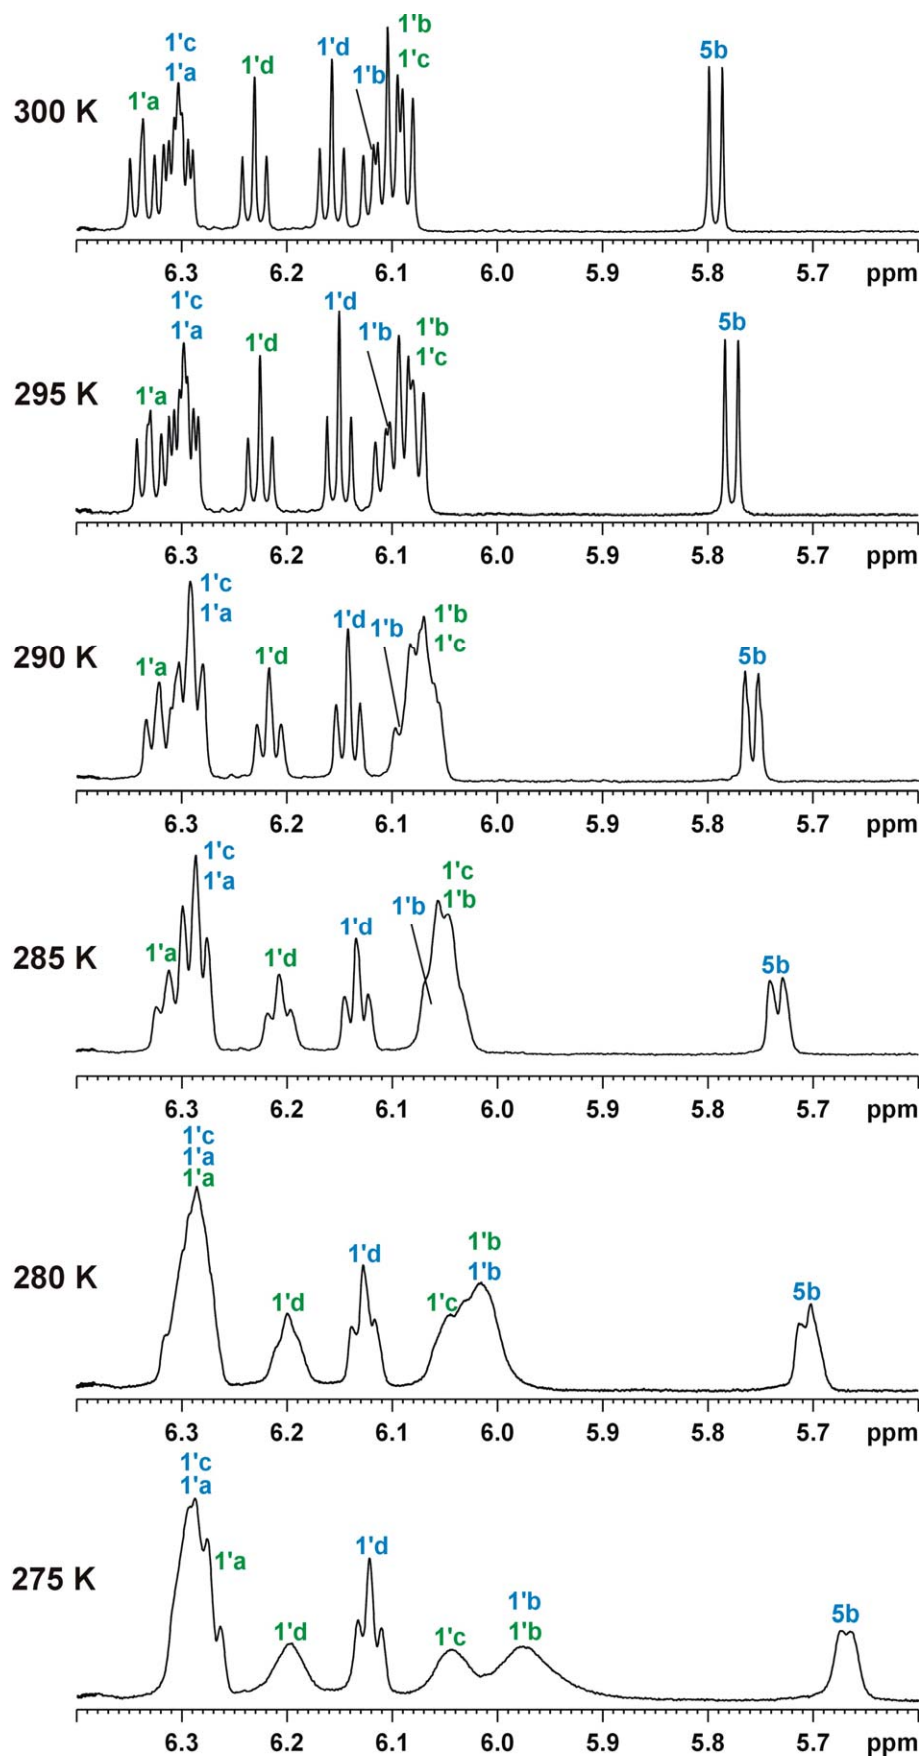 1'b
1'c 1'd 1'c 5b
1'a 1'd 1'b
1'a
300 K
6.3 6.2 6.1 6.0 5.9 5.8 5.7 ppm
1'c 1'd
1'a 1'b 1'b 5b
1'd 1'c
1'a
295 K
6.3 6.2 6.1 6.0 5.9 5.8 5.7 ppm
1'c
1'a 1'd 1'b 1'b
1'a 1'd 1'c 5b
290 K
6.3 6.2 6.1 6.0 5.9 5.8 5.7 ppm
1'c 1'c
1'a 1'b 1'b
1'a 1'd 1'd 5b
285 K
6.3 6.2 6.1 6.0 5.9 5.8 5.7 ppm
1'c
1'a
1'a
1'b
1'd 1'b
280 K 1'd 1'c 5b
6.3 6.2 6.1 6.0 5.9 5.8 5.7 ppm
1'c
1'a
1'd
1'a
275 K 1'b 5b
1'd 1'c 1'b
6.3 6.2 6.1 6.0 5.9 5.8 5.7 ppm